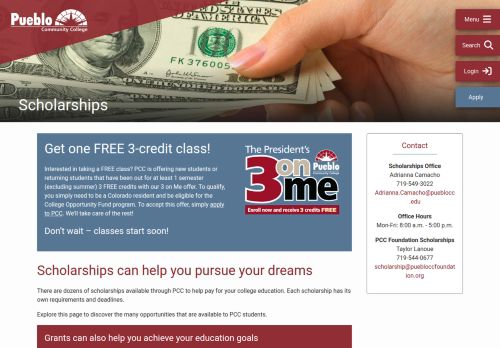 Pueblo
Community College
Menu
Search
Login
Apply
FK376005
Scholarships
Get one FREE 3-credit class!
Interested in taking a FREE class? PCC is offering new students or
returning students that have been out for at least 1 semester
(excluding summer) 3 FREE credits with our 3 on Me offer. To qualify,
you simply need to be a Colorado resident and be eligible for the
College Opportunity Fund program. To accept this offer, simply apply
to PCC. We'll take care of the rest!
Don't wait – classes start soon!
The President's
3 on me
Pueblo
Community College
Enroll now and receive 3 credits FREE
Contact
Scholarships Office
Adrianna Camacho
719-549-3022
Adrianna.Camacho@pueblocc.
edu
Office Hours
Mon-Fri: 8:00 a.m. - 5:00 p.m.
PCC Foundation Scholarships
Taylor Lanoue
719-544-0677
scholarship@puebloccfoundat
ion.org
Scholarships can help you pursue your dreams
There are dozens of scholarships available through PCC to help pay for your college education. Each scholarship has its
own requirements and deadlines.
Explore this page to discover the many opportunities that are available to PCC students.
Grants can also help you achieve your education goals